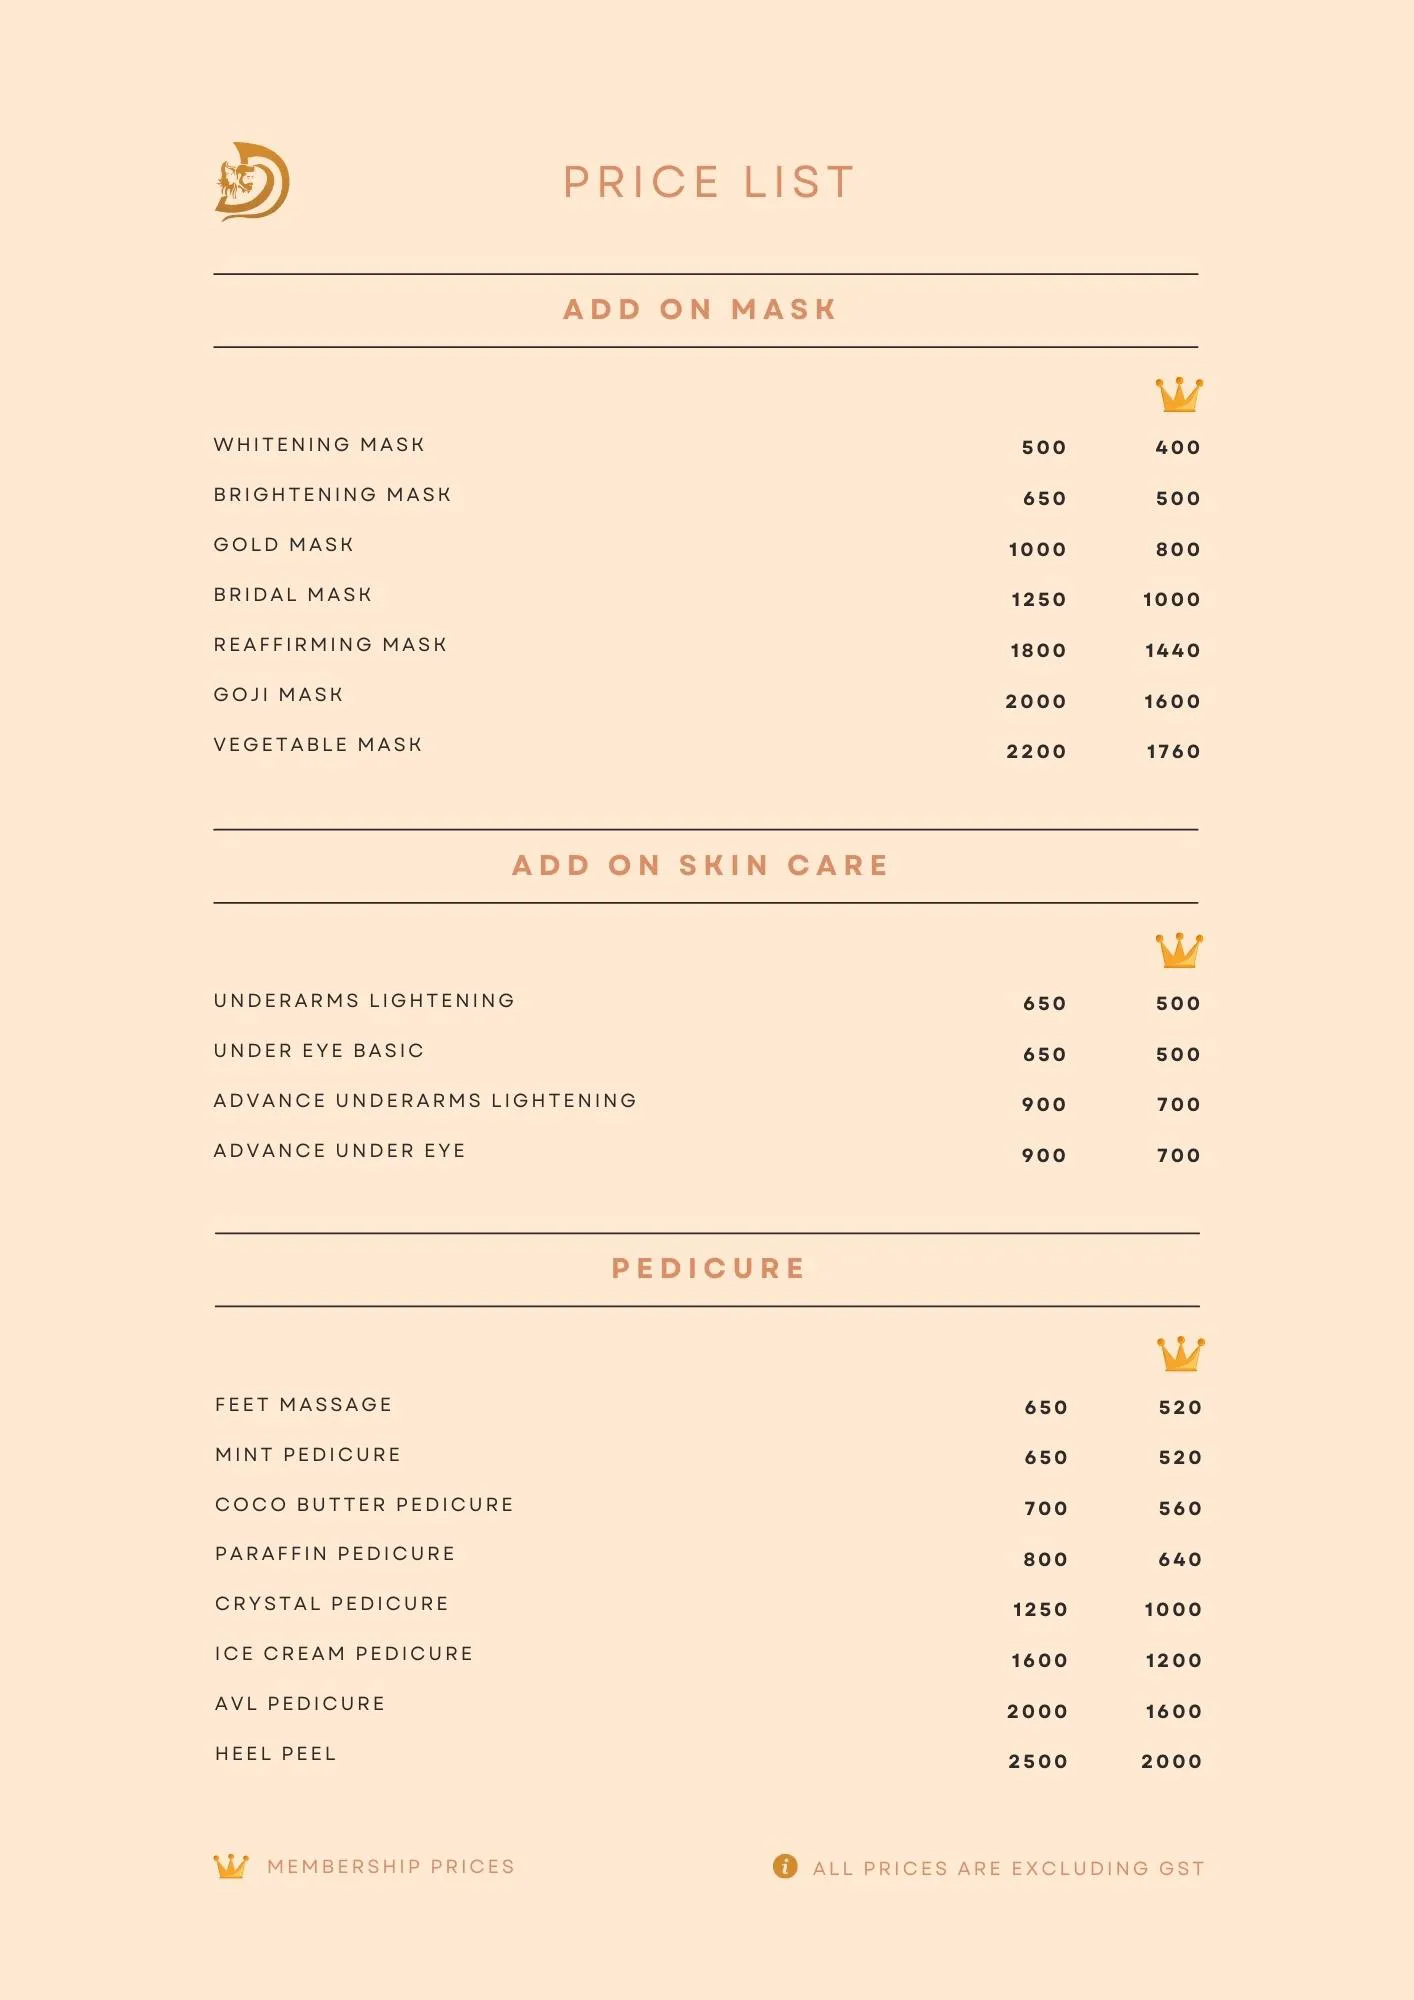 PRICE LIST
ADD ON MASK
WHITENING MASK 500 400
BRIGHTENING MASK 650 500
GOLD MASK 1000 800
BRIDAL MASK 1250 1000
REAFFIRMING MASK 1800 1440
GOJI MASK 2000 1600
VEGETABLE MASK 2200 1760
ADD ON SKIN CARE
UNDERARMS LIGHTENING 650 500
UNDER EYE BASIC 650 500
ADVANCE UNDERARMS LIGHTENING 900 700
ADVANCE UNDER EYE 900 700
PEDICURE
FEET MASSAGE 650 520
MINT PEDICURE 650 520
COCO BUTTER PEDICURE 700 560
PARAFFIN PEDICURE 800 640
CRYSTAL PEDICURE 1250 1000
ICE CREAM PEDICURE 1600 1200
AVL PEDICURE 2000 1600
HEEL PEEL 2500 2000
MEMBERSHIP PRICES
i ALL PRICES ARE EXCLUDING GST